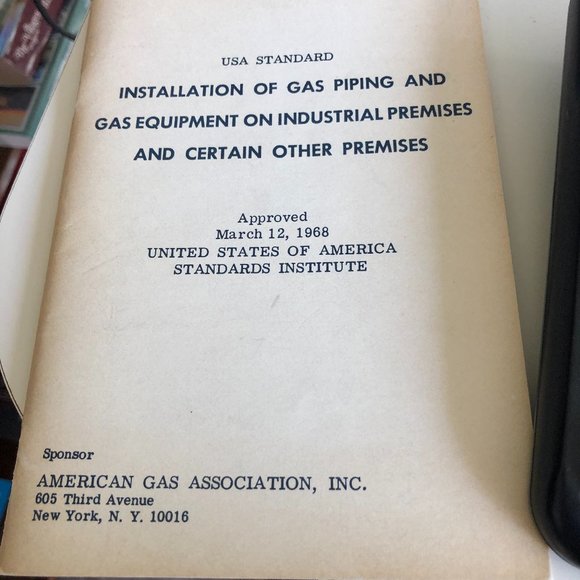 USA STANDARD
INSTALLATION OF GAS PIPING AND
GAS EQUIPMENT ON INDUSTRIAL PREMISES
AND CERTAIN OTHER PREMISES
Approved
March 12, 1968
UNITED STATES OF AMERICA
STANDARDS INSTITUTE
Sponsor
AMERICAN GAS ASSOCIATION, INC.
605 Third Avenue
New York, N. Y. 10016